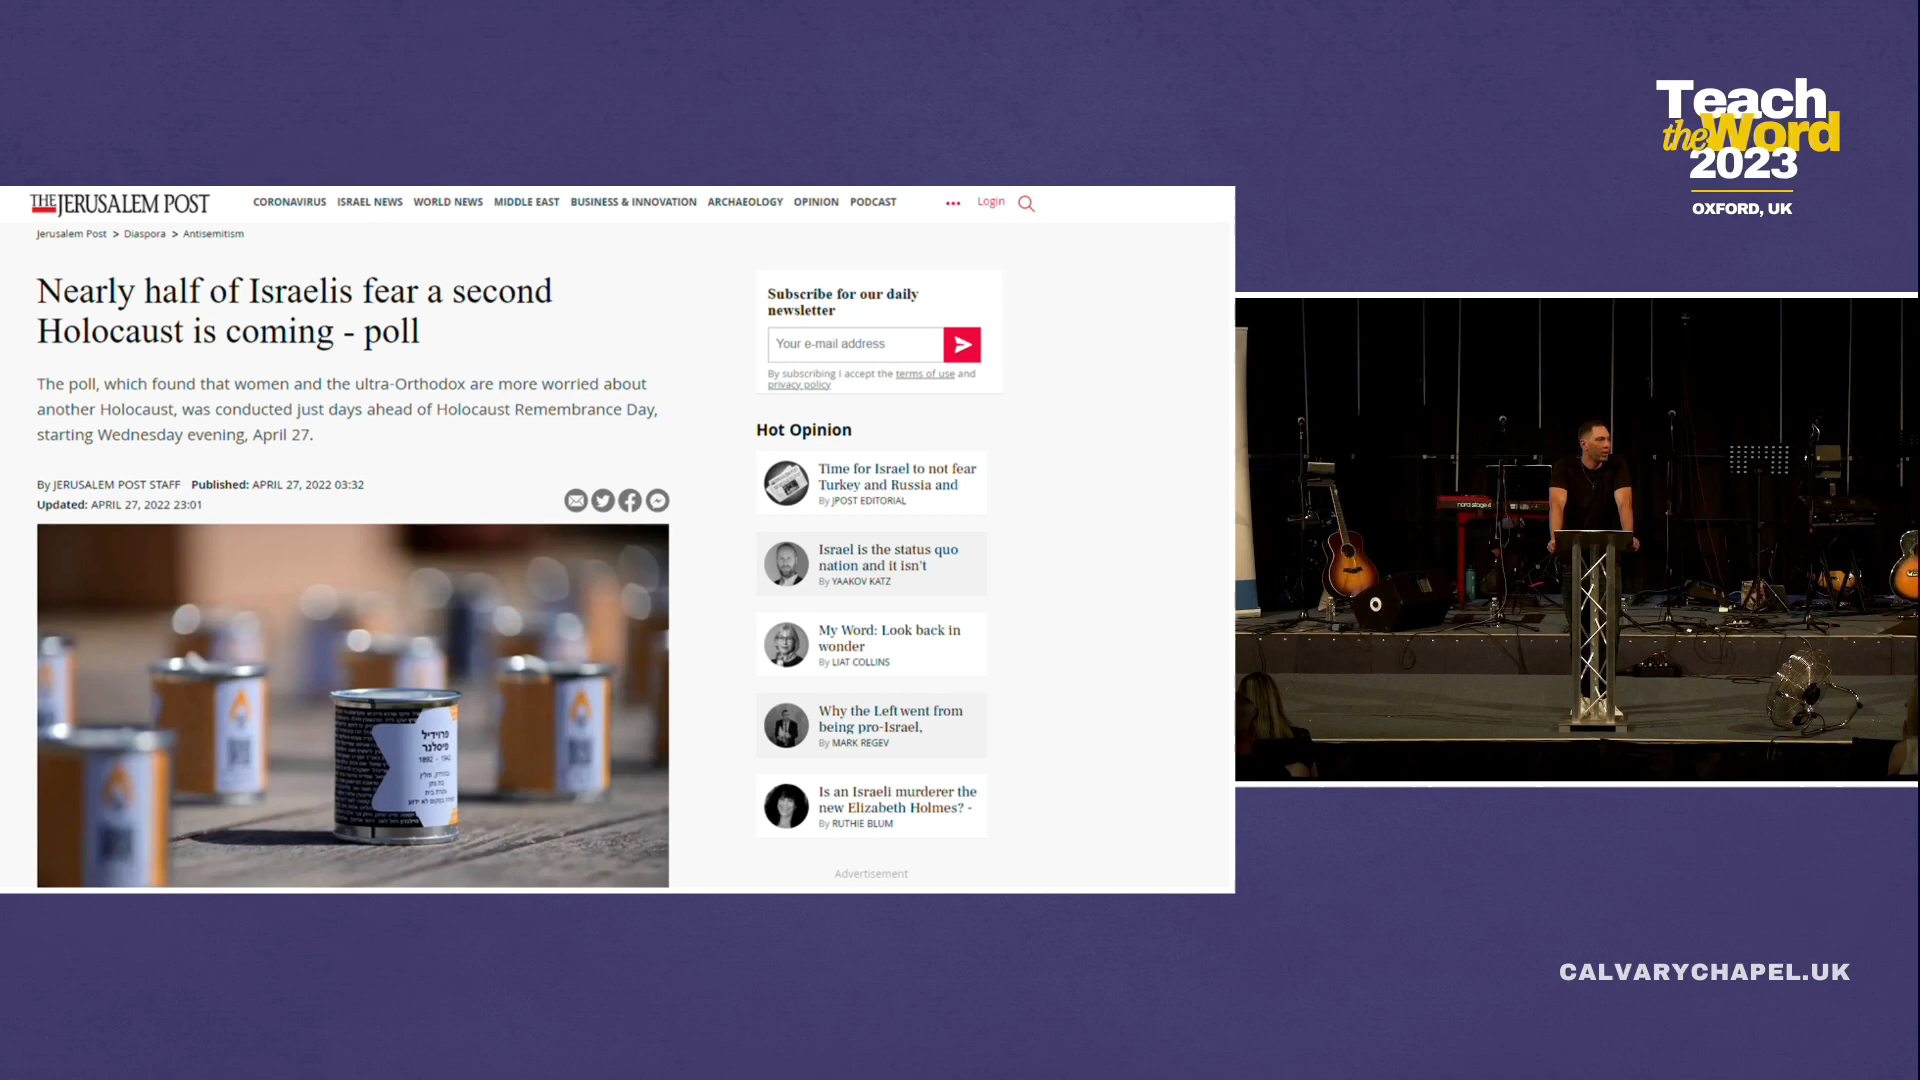 Teach
the Word
2023
OXFORD, UK
THE JERUSALEM POST
CORONAVIRUS ISRAEL NEWS WORLD NEWS MIDDLE EAST BUSINESS & INNOVATION ARCHAEOLOGY OPINION PODCAST ••• Login
Jerusalem Post > Diaspora > Antisemitism
Nearly half of Israelis fear a second
Holocaust is coming - poll
The poll, which found that women and the ultra-Orthodox are more worried about
another Holocaust, was conducted just days ahead of Holocaust Remembrance Day,
starting Wednesday evening, April 27.
By JERUSALEM POST STAFF Published: APRIL 27, 2022 03:32
Updated: APRIL 27, 2022 23:01
פרוידיל
פיסלנר
1882 - 1942
Subscribe for our daily
newsletter
Your e-mail address
By subscribing I accept the terms of use and
privacy policy
Hot Opinion
Time for Israel to not fear
Turkey and Russia and
By JPOST EDITORIAL
Israel is the status quo
nation and it isn't
By YAAKOV KATZ
My Word: Look back in
wonder
By LIAT COLLINS
Why the Left went from
being pro-Israel,
By MARK REGEV
Is an Israeli murderer the
new Elizabeth Holmes? -
By RUTHIE BLUM
Advertisement
nord stage 4
CALVARYCHAPEL.UK